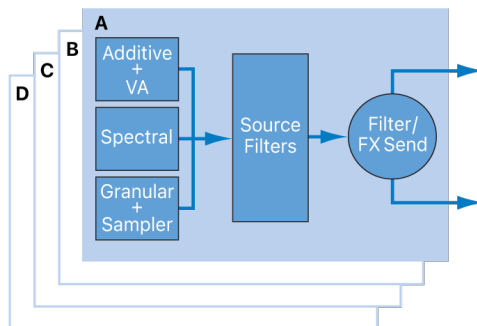 A
B
C
D
Additive
+
VA
Spectral
Granular
+
Sampler
Source
Filters
Filter/
FX Send